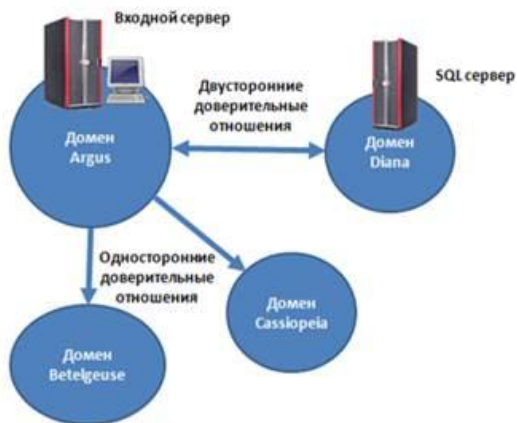 Входной сервер
SQL сервер
Двусторонние
доверительные
отношения
Домен
Argus
Домен
Diana
Односторонние
доверительные
отношения
Домен
Cassiopeia
Домен
Betelgeuse